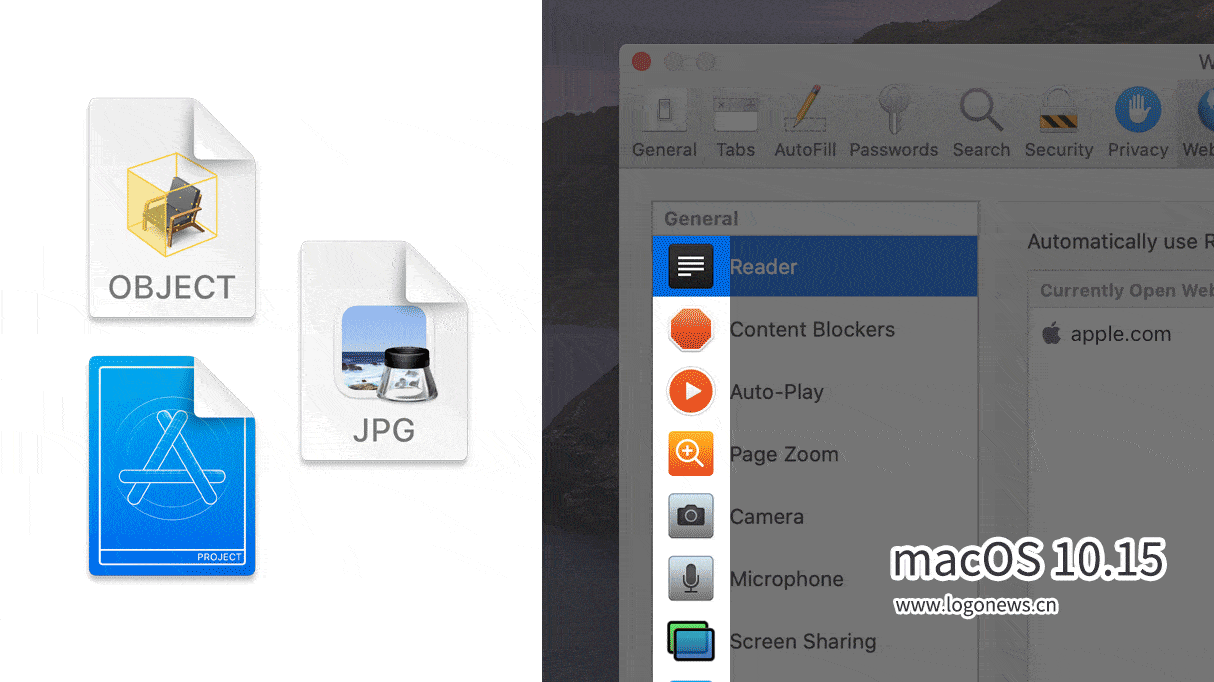 OBJECT
JPG
PROJECT
W
General
Tabs
AutoFill
Passwords
Search
Security
Privacy
Web
General
Reader
Content Blockers
Auto-Play
Page Zoom
Camera
Microphone
Screen Sharing
Automatically use R
Currently Open Web
apple.com
macOS 10.15
www.logonews.cn